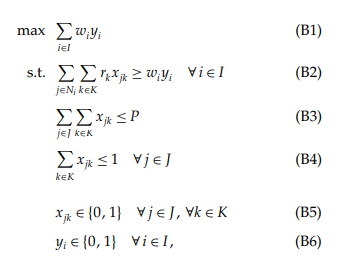 max ∑_{i∈I} w_i y_i (B1)
s.t. ∑_{j∈N_i} ∑_{k∈K} r_k x_{jk} ≥ w_i y_i ∀ i ∈ I (B2)
∑_{j∈J} ∑_{k∈K} x_{jk} ≤ P (B3)
∑_{k∈K} x_{jk} ≤ 1 ∀ j ∈ J (B4)
x_{jk} ∈ {0, 1} ∀ j ∈ J, ∀k ∈ K (B5)
y_i ∈ {0, 1} ∀ i ∈ I, (B6)